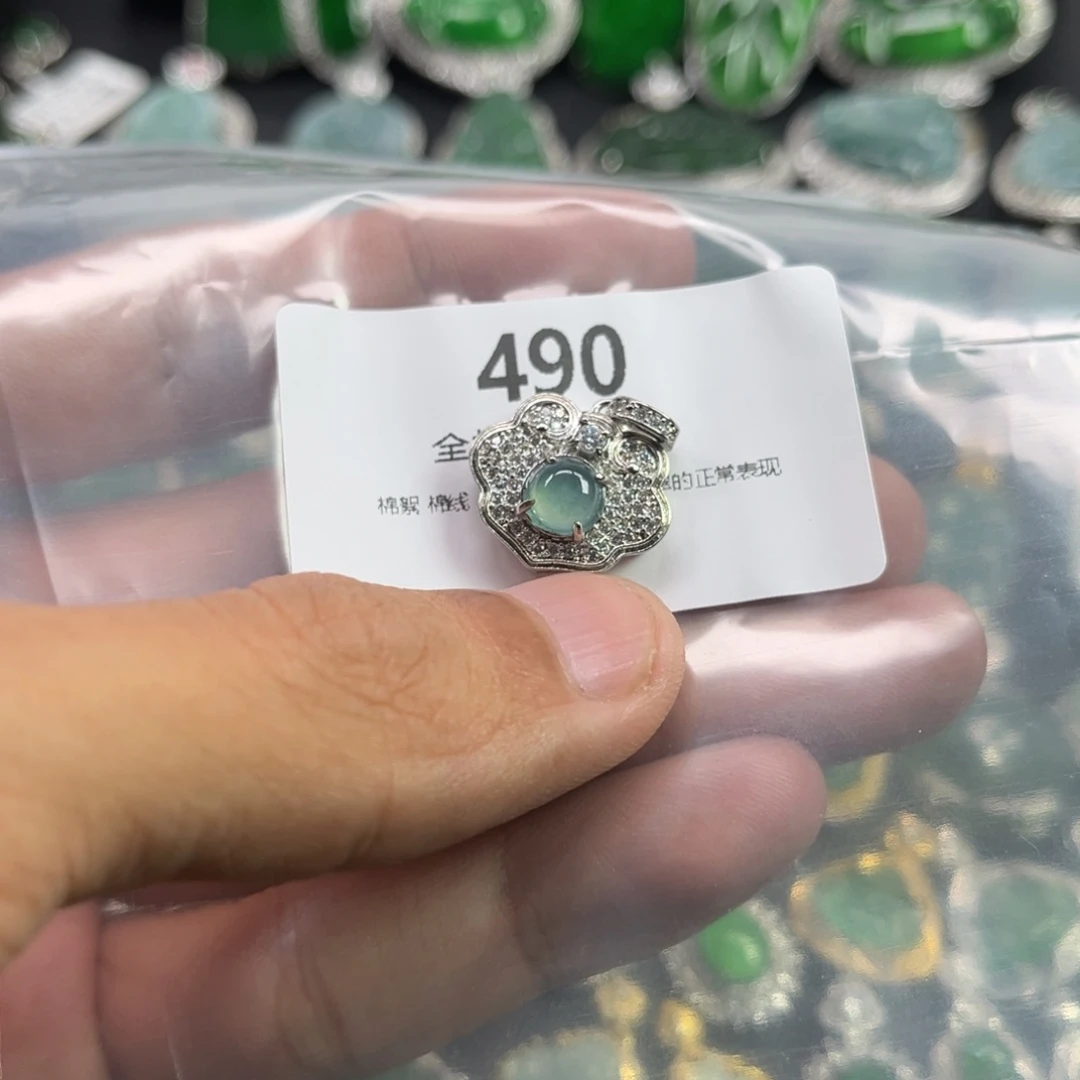 490
全
棉絮 棉线 的正常表现